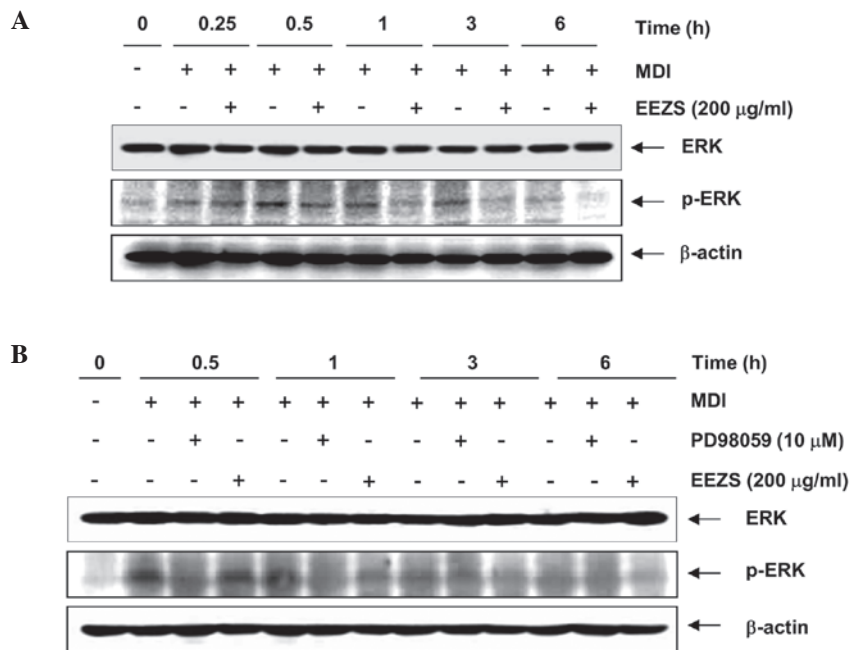 A
0 0.25 0.5 1 3 6 Time (h)
- + + + + + + + + + + MDI
- - + - + - + - + - + EEZS (200 μg/ml)
ERK
p-ERK
β-actin
B
0 0.5 1 3 6 Time (h)
- + + + + + + + + + + + + MDI
- - + - - + - - + - - + - PD98059 (10 μM)
- - - + - - + - - + - - + EEZS (200 μg/ml)
ERK
p-ERK
β-actin